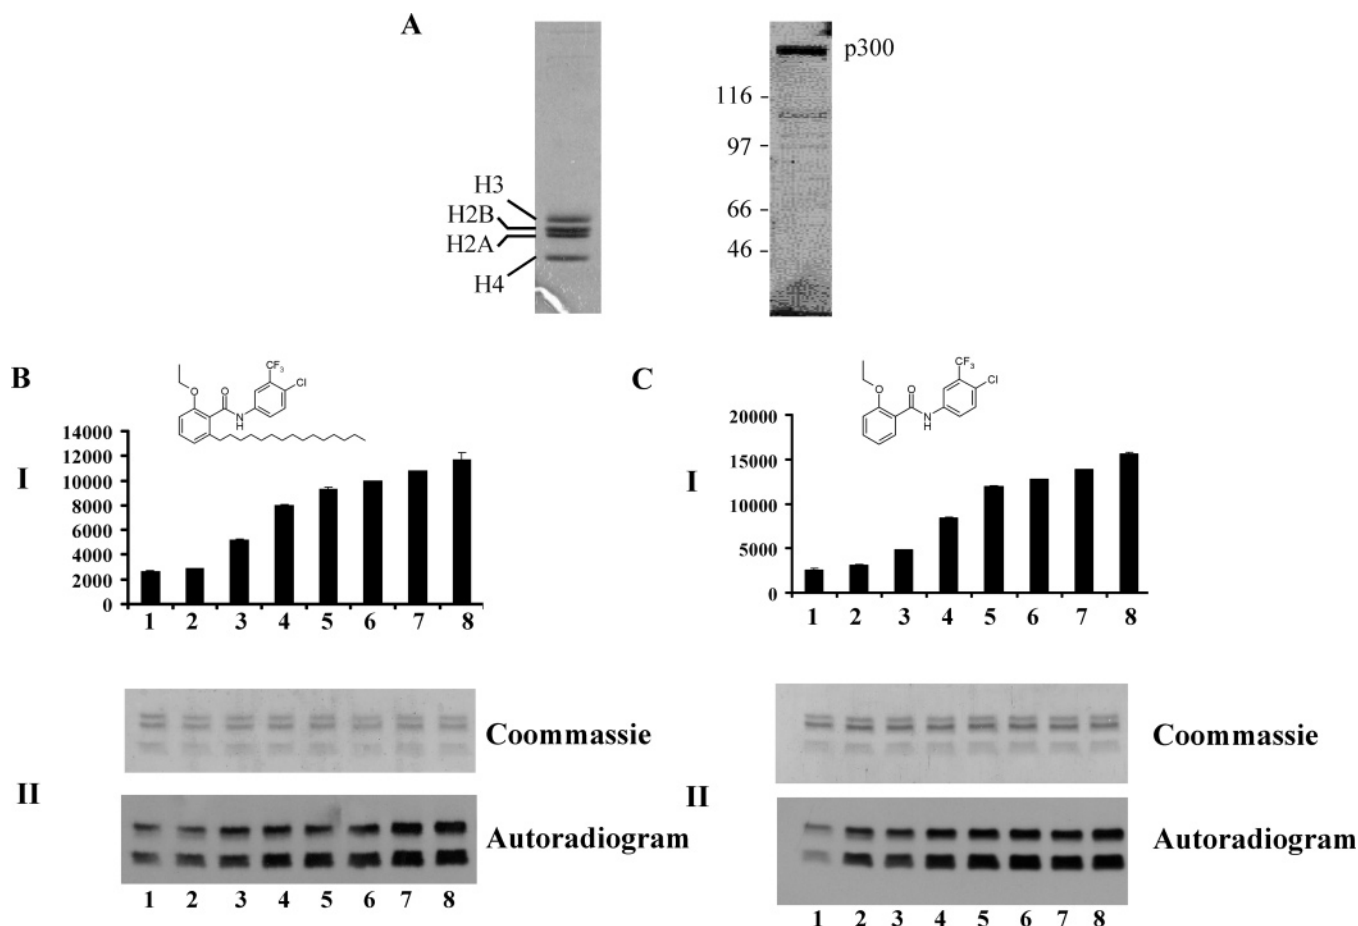 A
p300
116
97
66
46
H3
H2B
H2A
H4
B
CF3
Cl
O
O
N
H
C
CF3
Cl
O
O
N
H
I
14000
12000
10000
8000
6000
4000
2000
0
1 2 3 4 5 6 7 8
I
20000
15000
10000
5000
0
1 2 3 4 5 6 7 8
Coommassie
II
Autoradiogram
1 2 3 4 5 6 7 8
Coommassie
II
Autoradiogram
1 2 3 4 5 6 7 8